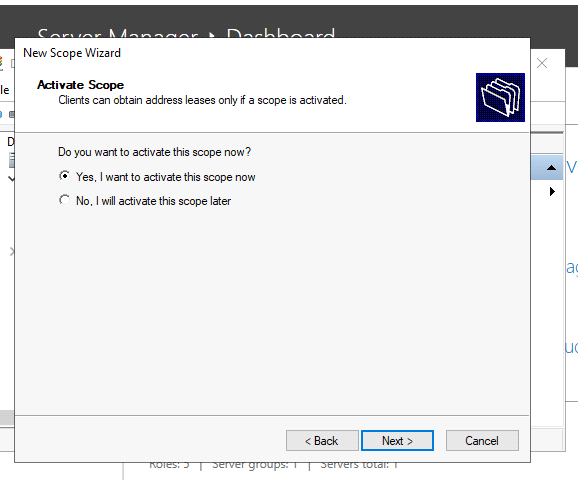 Server Manager ▸ Dashboard
New Scope Wizard
Activate Scope
Clients can obtain address leases only if a scope is activated.
Do you want to activate this scope now?
Yes, I want to activate this scope now
No, I will activate this scope later
< Back
Next >
Cancel
Roles: 5 | Server groups: 1 | Servers total: 1